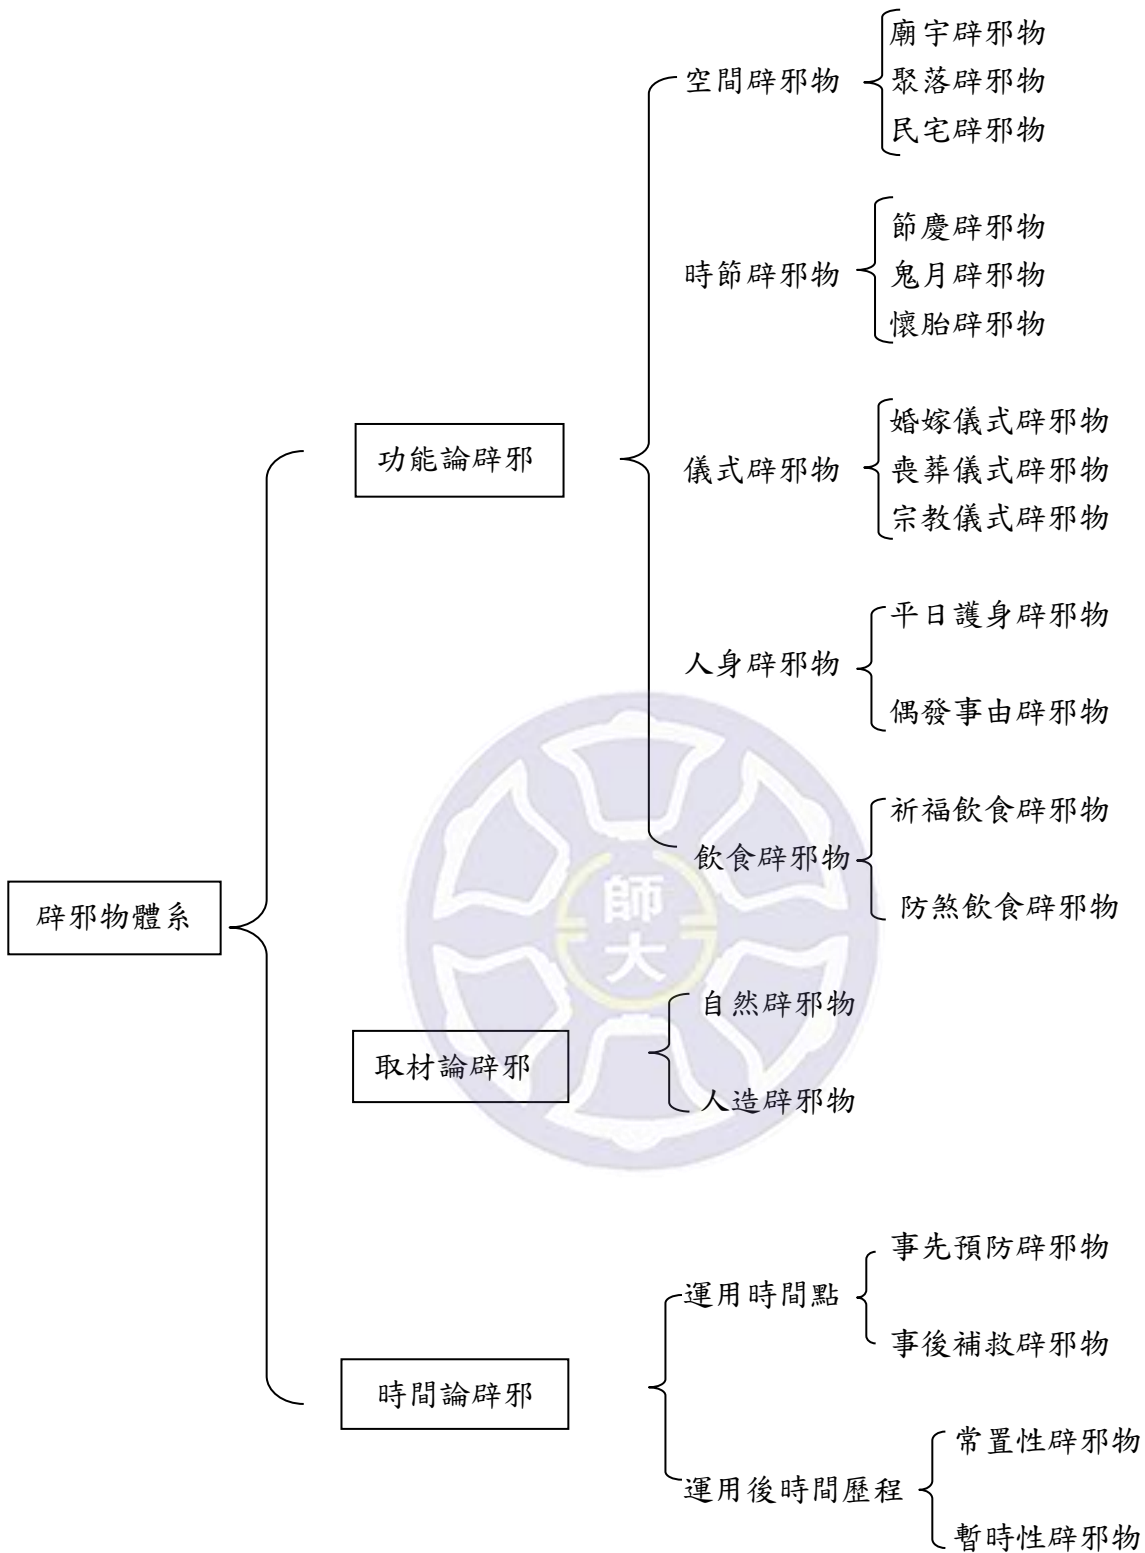 廟宇辟邪物
空間辟邪物
聚落辟邪物
民宅辟邪物
節慶辟邪物
時節辟邪物
鬼月辟邪物
懷胎辟邪物
婚嫁儀式辟邪物
功能論辟邪
儀式辟邪物
喪葬儀式辟邪物
宗教儀式辟邪物
平日護身辟邪物
人身辟邪物
偶發事由辟邪物
祈福飲食辟邪物
飲食辟邪物
防煞飲食辟邪物
辟邪物體系
師
大
自然辟邪物
取材論辟邪
人造辟邪物
事先預防辟邪物
運用時間點
事後補救辟邪物
時間論辟邪
常置性辟邪物
運用後時間歷程
暫時性辟邪物